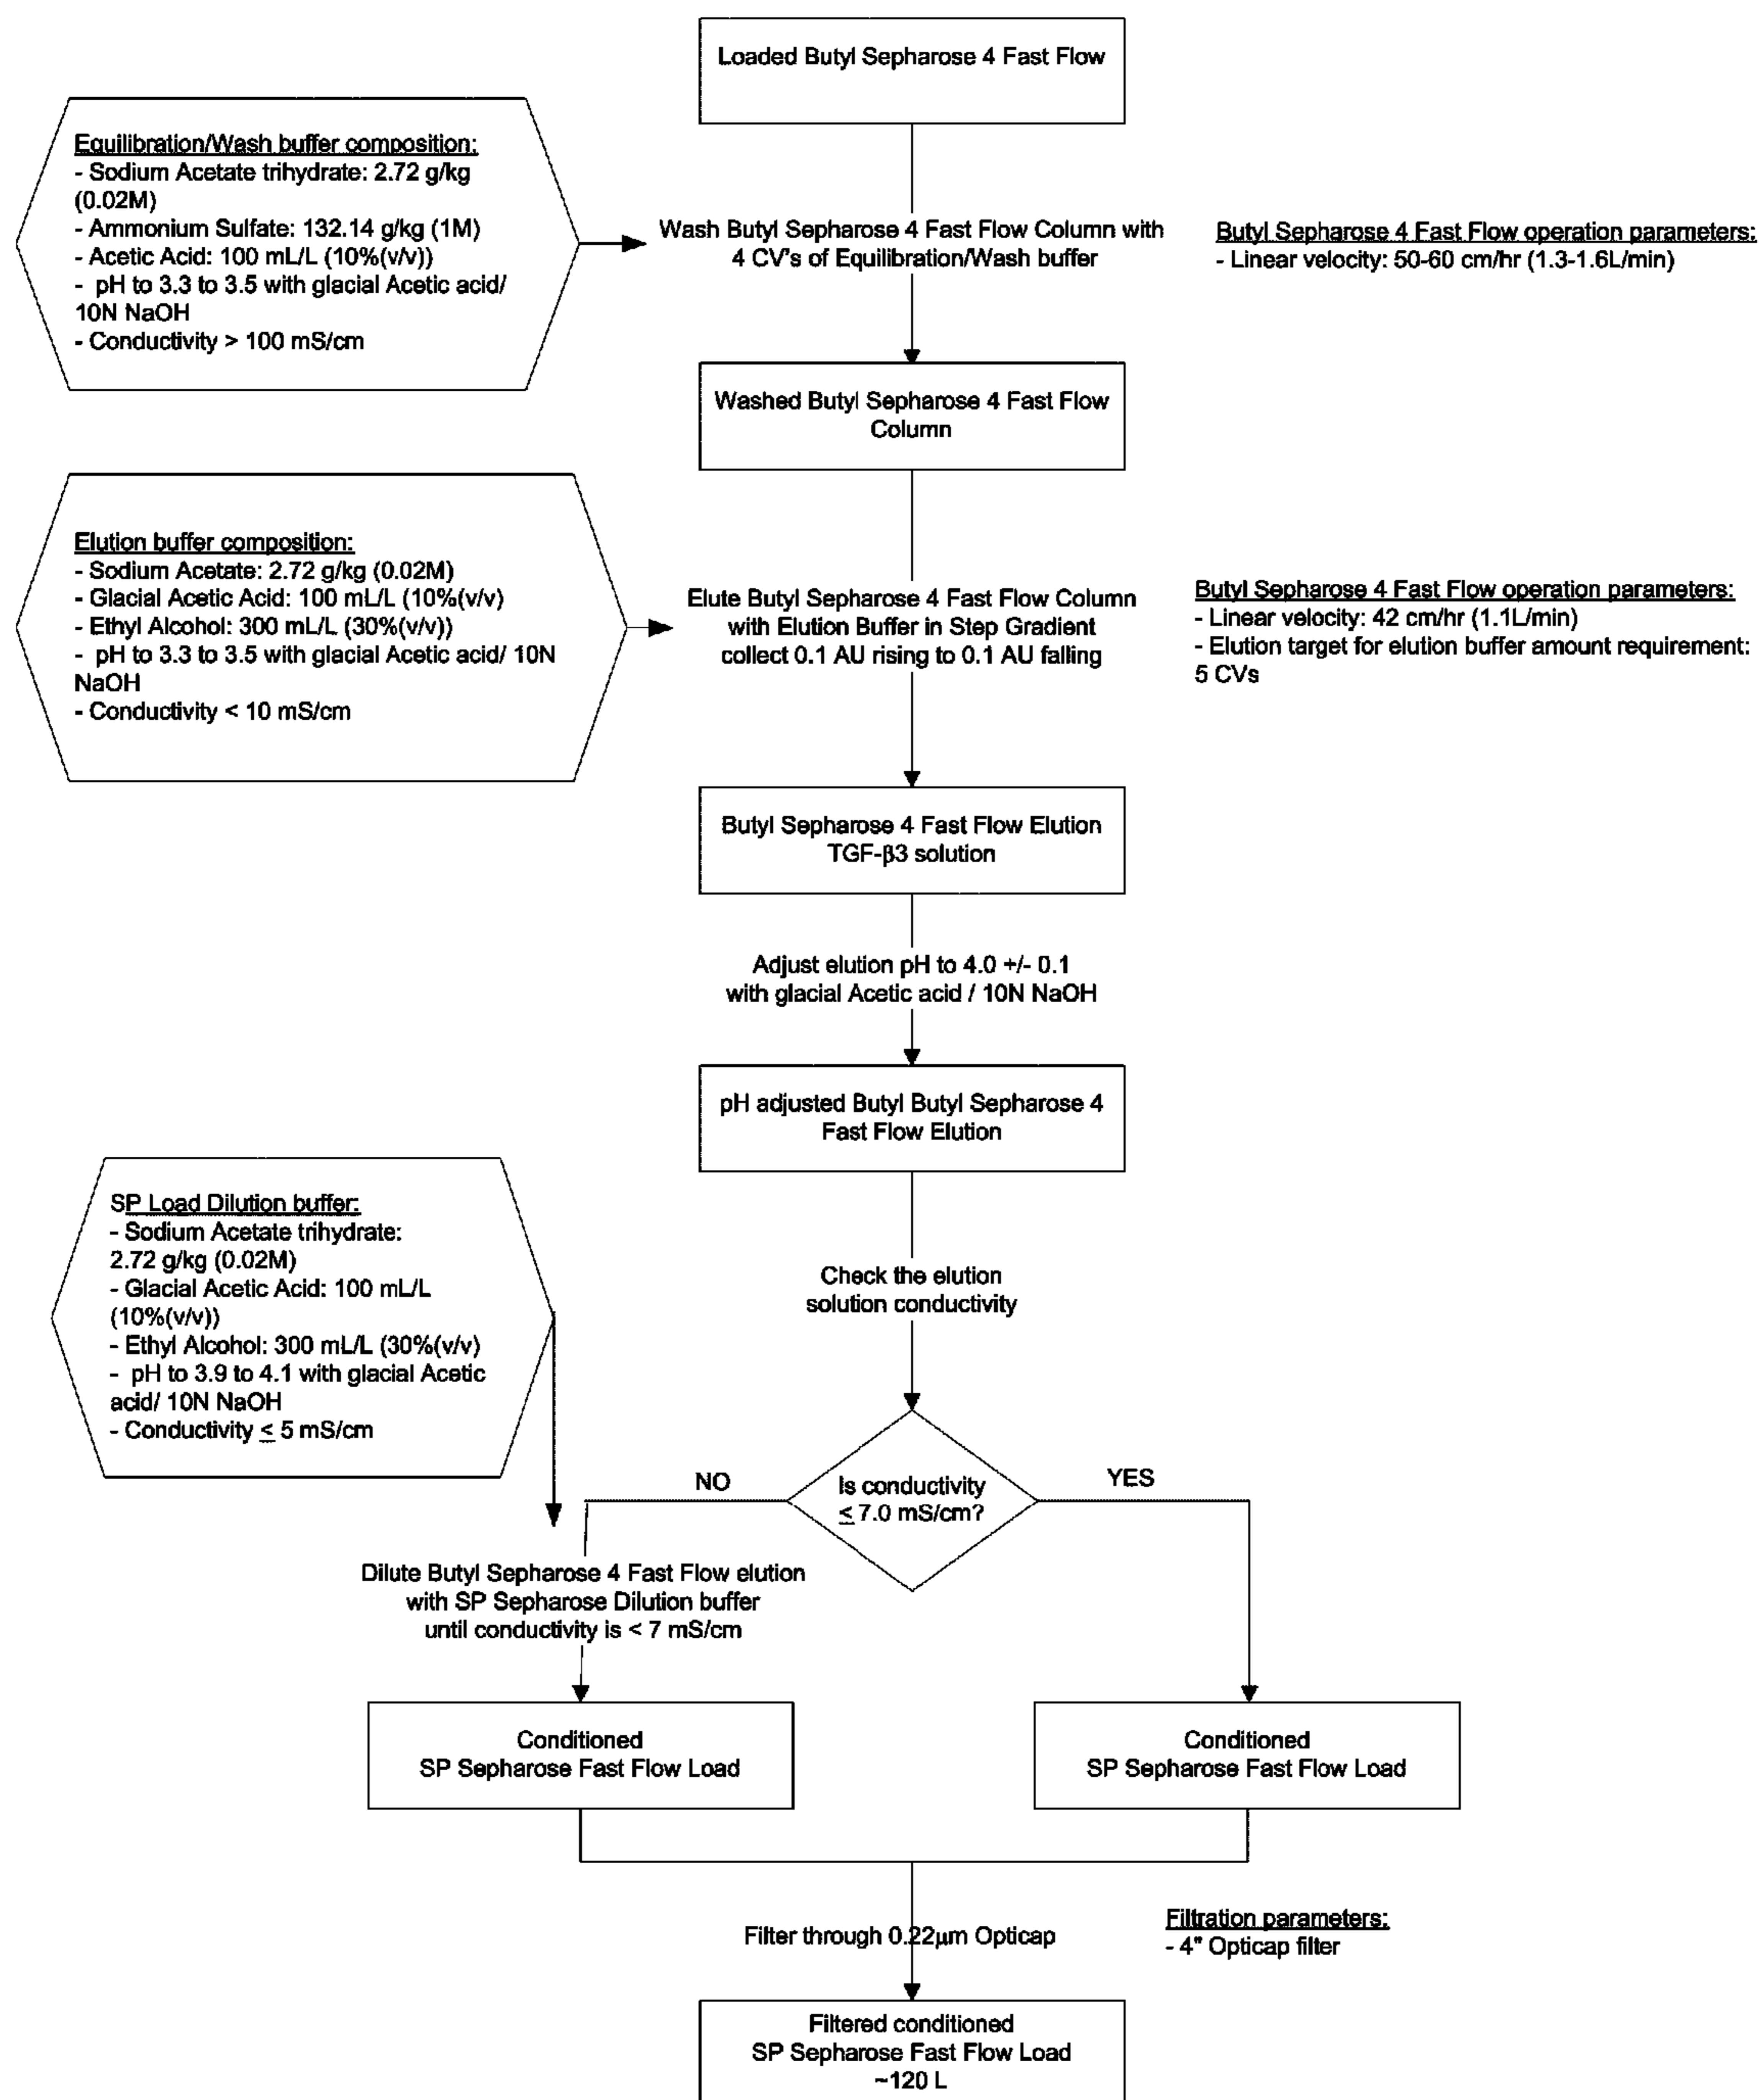 Loaded Butyl Sepharose 4 Fast Flow
Equilibration/Wash buffer composition:
- Sodium Acetate trihydrate: 2.72 g/kg
(0.02M)
- Ammonium Sulfate: 132.14 g/kg (1M)
- Acetic Acid: 100 mL/L (10%(v/v))
- pH to 3.3 to 3.5 with glacial Acetic acid/
10N NaOH
- Conductivity > 100 mS/cm
Wash Butyl Sepharose 4 Fast Flow Column with
4 CV's of Equilibration/Wash buffer
Butyl Sepharose 4 Fast Flow operation parameters:
- Linear velocity: 50-60 cm/hr (1.3-1.6L/min)
Washed Butyl Sepharose 4 Fast Flow
Column
Elution buffer composition:
- Sodium Acetate: 2.72 g/kg (0.02M)
- Glacial Acetic Acid: 100 mL/L (10%(v/v)
- Ethyl Alcohol: 300 mL/L (30%(v/v))
- pH to 3.3 to 3.5 with glacial Acetic acid/ 10N
NaOH
- Conductivity < 10 mS/cm
Elute Butyl Sepharose 4 Fast Flow Column
with Elution Buffer in Step Gradient
collect 0.1 AU rising to 0.1 AU falling
Butyl Sepharose 4 Fast Flow operation parameters:
- Linear velocity: 42 cm/hr (1.1L/min)
- Elution target for elution buffer amount requirement:
5 CVs
Butyl Sepharose 4 Fast Flow Elution
TGF-β3 solution
Adjust elution pH to 4.0 +/- 0.1
with glacial Acetic acid / 10N NaOH
pH adjusted Butyl Butyl Sepharose 4
Fast Flow Elution
SP Load Dilution buffer:
- Sodium Acetate trihydrate:
2.72 g/kg (0.02M)
- Glacial Acetic Acid: 100 mL/L
(10%(v/v))
- Ethyl Alcohol: 300 mL/L (30%(v/v)
- pH to 3.9 to 4.1 with glacial Acetic
acid/ 10N NaOH
- Conductivity ≤ 5 mS/cm
Check the elution
solution conductivity
NO
Is conductivity
≤ 7.0 mS/cm?
YES
Dilute Butyl Sepharose 4 Fast Flow elution
with SP Sepharose Dilution buffer
until conductivity is < 7 mS/cm
Conditioned
SP Sepharose Fast Flow Load
Conditioned
SP Sepharose Fast Flow Load
Filter through 0.22μm Opticap
Filtration parameters:
- 4" Opticap filter
Filtered conditioned
SP Sepharose Fast Flow Load
~120 L